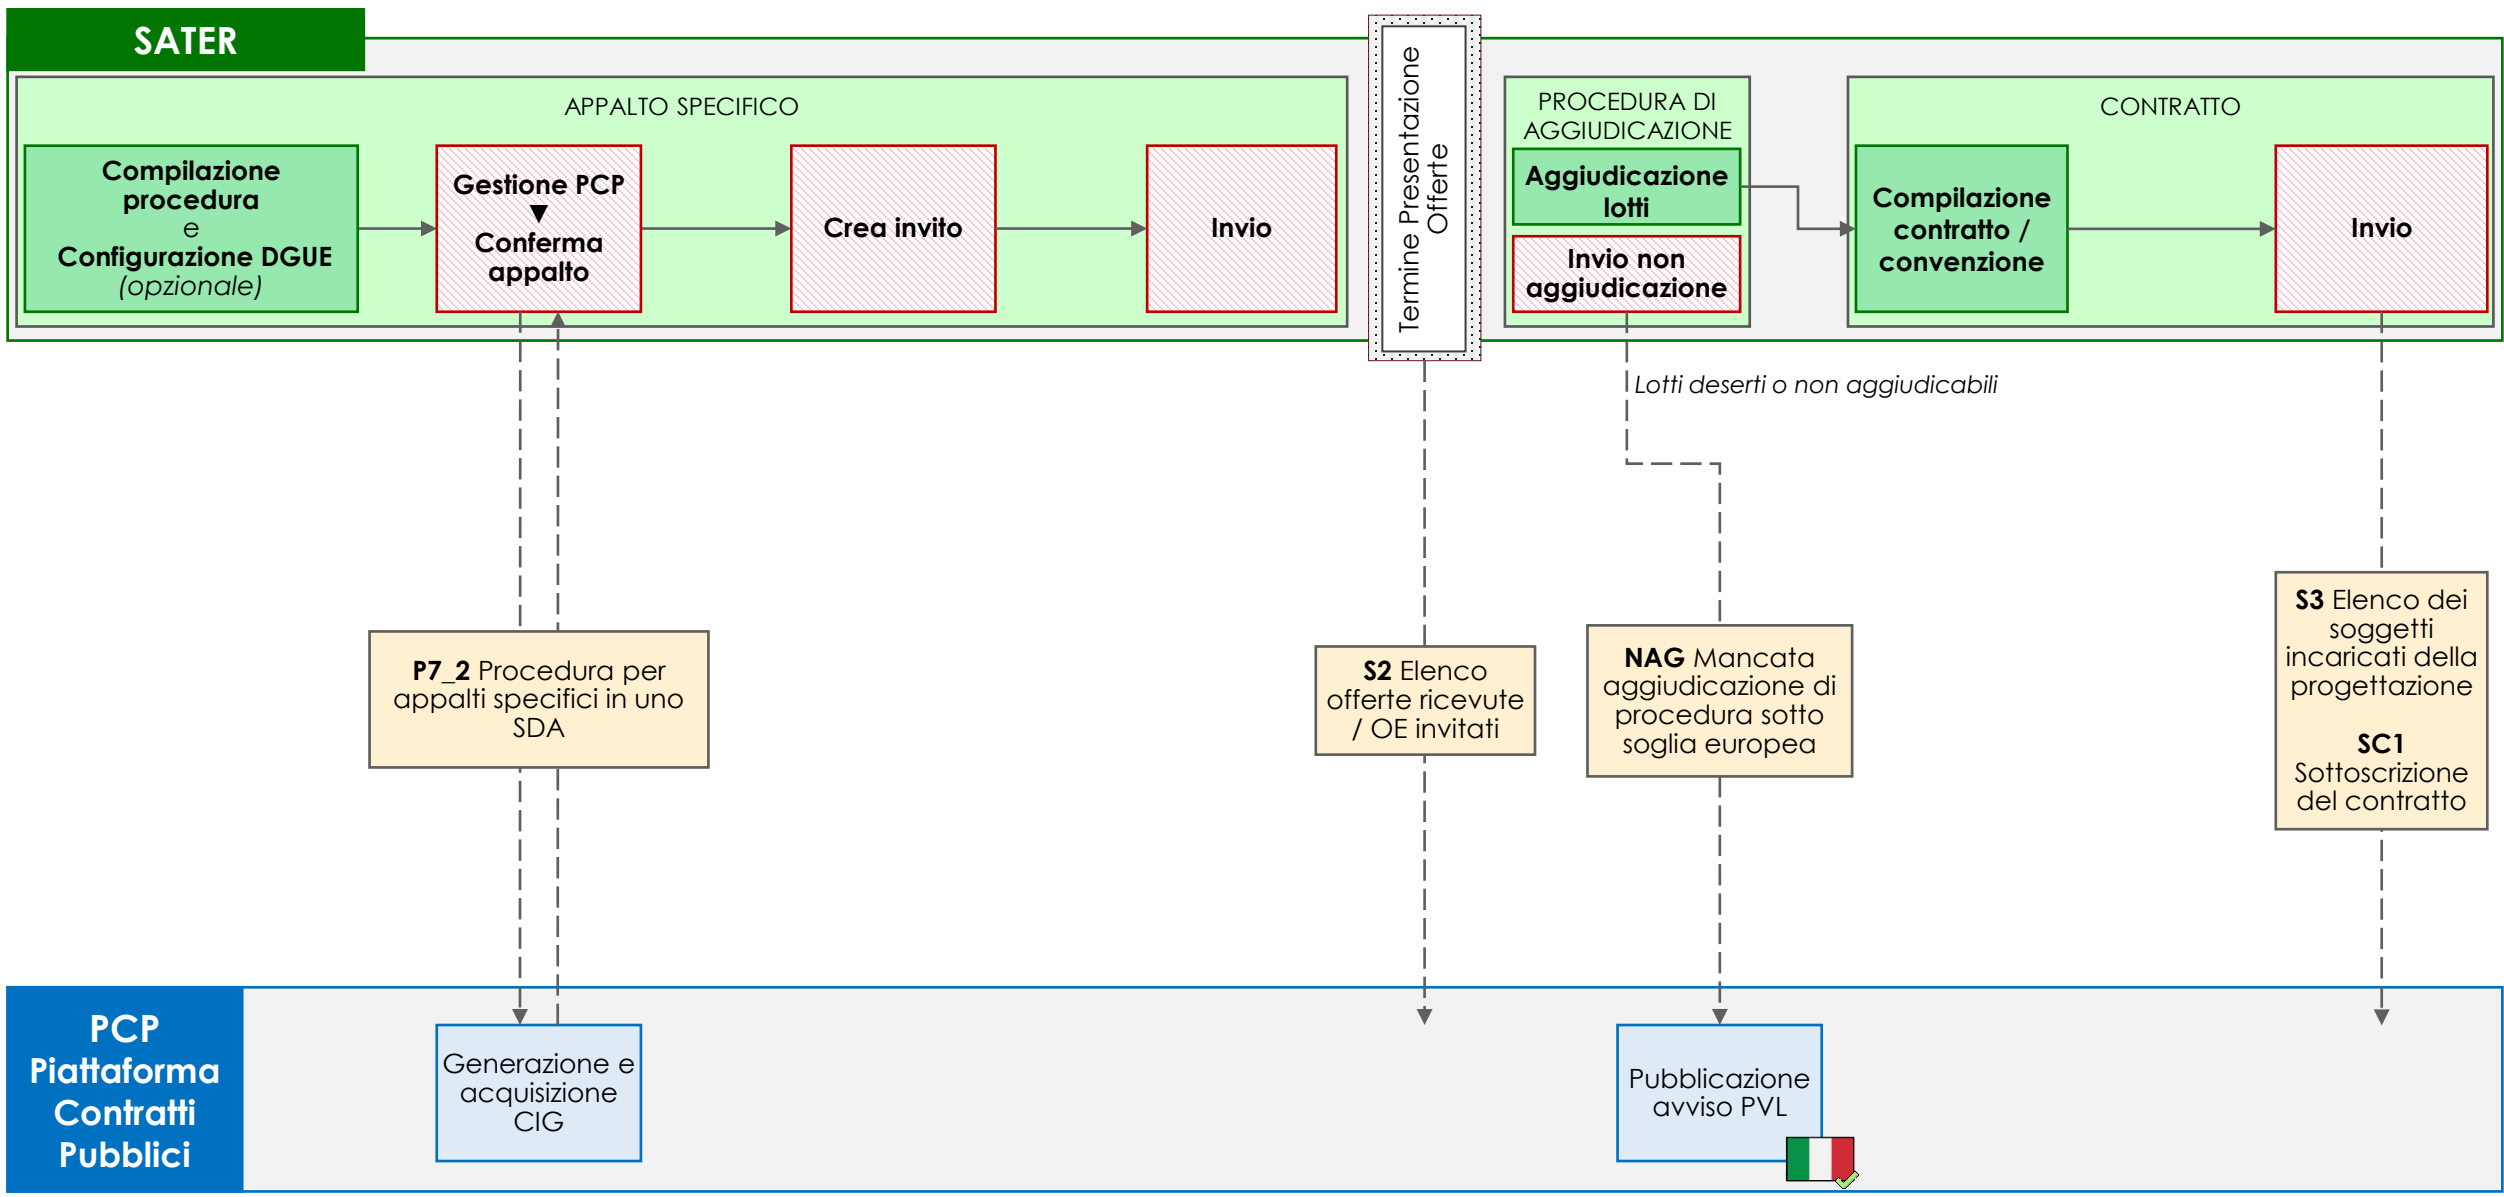 SATER
APPALTO SPECIFICO
Compilazione
procedura
e
Configurazione DGUE
(opzionale)
Gestione PCP
▼
Conferma
appalto
Crea invito
Invio
Termine Presentazione
Offerte
PROCEDURA DI
AGGIUDICAZIONE
Aggiudicazione
lotti
Invio non
aggiudicazione
CONTRATTO
Compilazione
contratto /
convenzione
Invio
Lotti deserti o non aggiudicabili
P7_2 Procedura per
appalti specifici in uno
SDA
S2 Elenco
offerte ricevute
/ OE invitati
NAG Mancata
aggiudicazione di
procedura sotto
soglia europea
S3 Elenco dei
soggetti
incaricati della
progettazione
SC1
Sottoscrizione
del contratto
PCP
Piattaforma
Contratti
Pubblici
Generazione e
acquisizione
CIG
Pubblicazione
avviso PVL